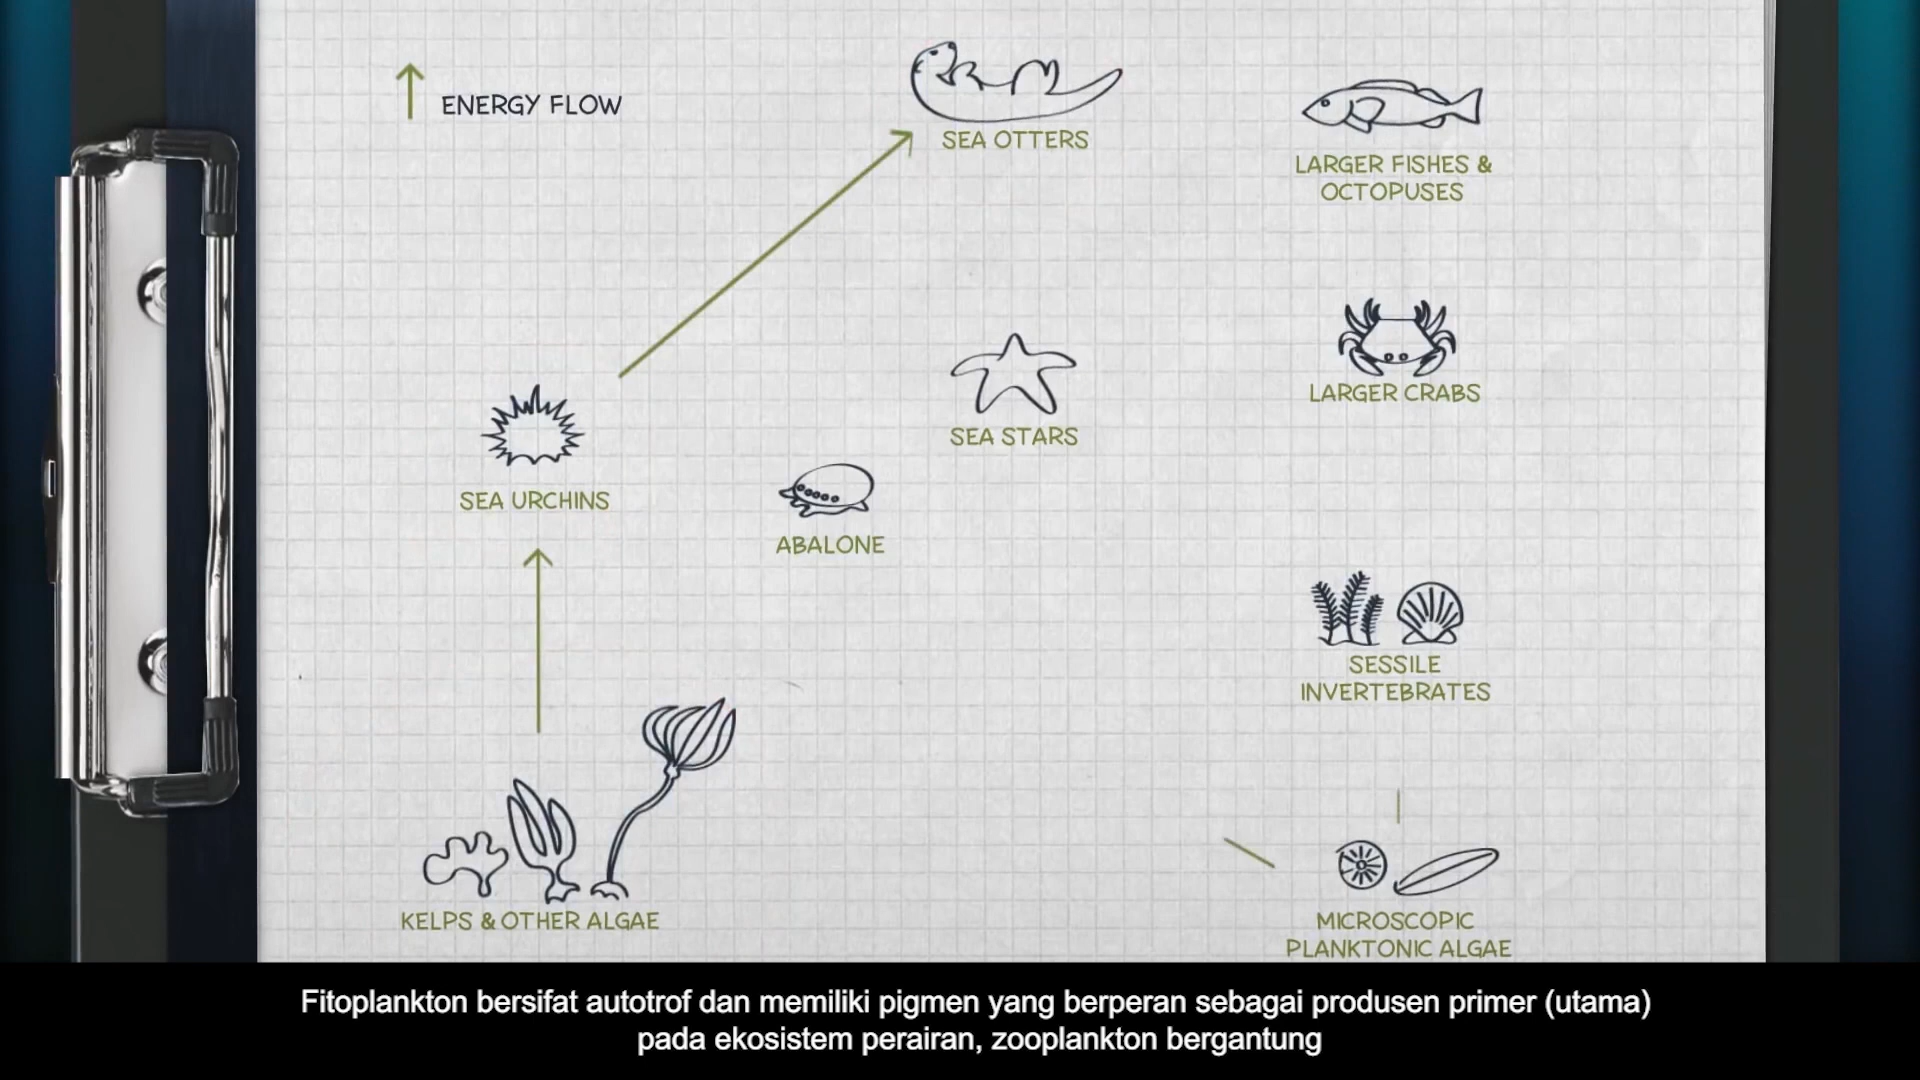 ENERGY FLOW
SEA OTTERS
LARGER FISHES &
OCTOPUSES
LARGER CRABS
SEA STARS
SEA URCHINS
ABALONE
SESSILE
INVERTEBRATES
KELPS & OTHER ALGAE
MICROSCOPIC
PLANKTONIC ALGAE
Fitoplankton bersifat autotrof dan memiliki pigmen yang berperan sebagai produsen primer (utama)
pada ekosistem perairan, zooplankton bergantung